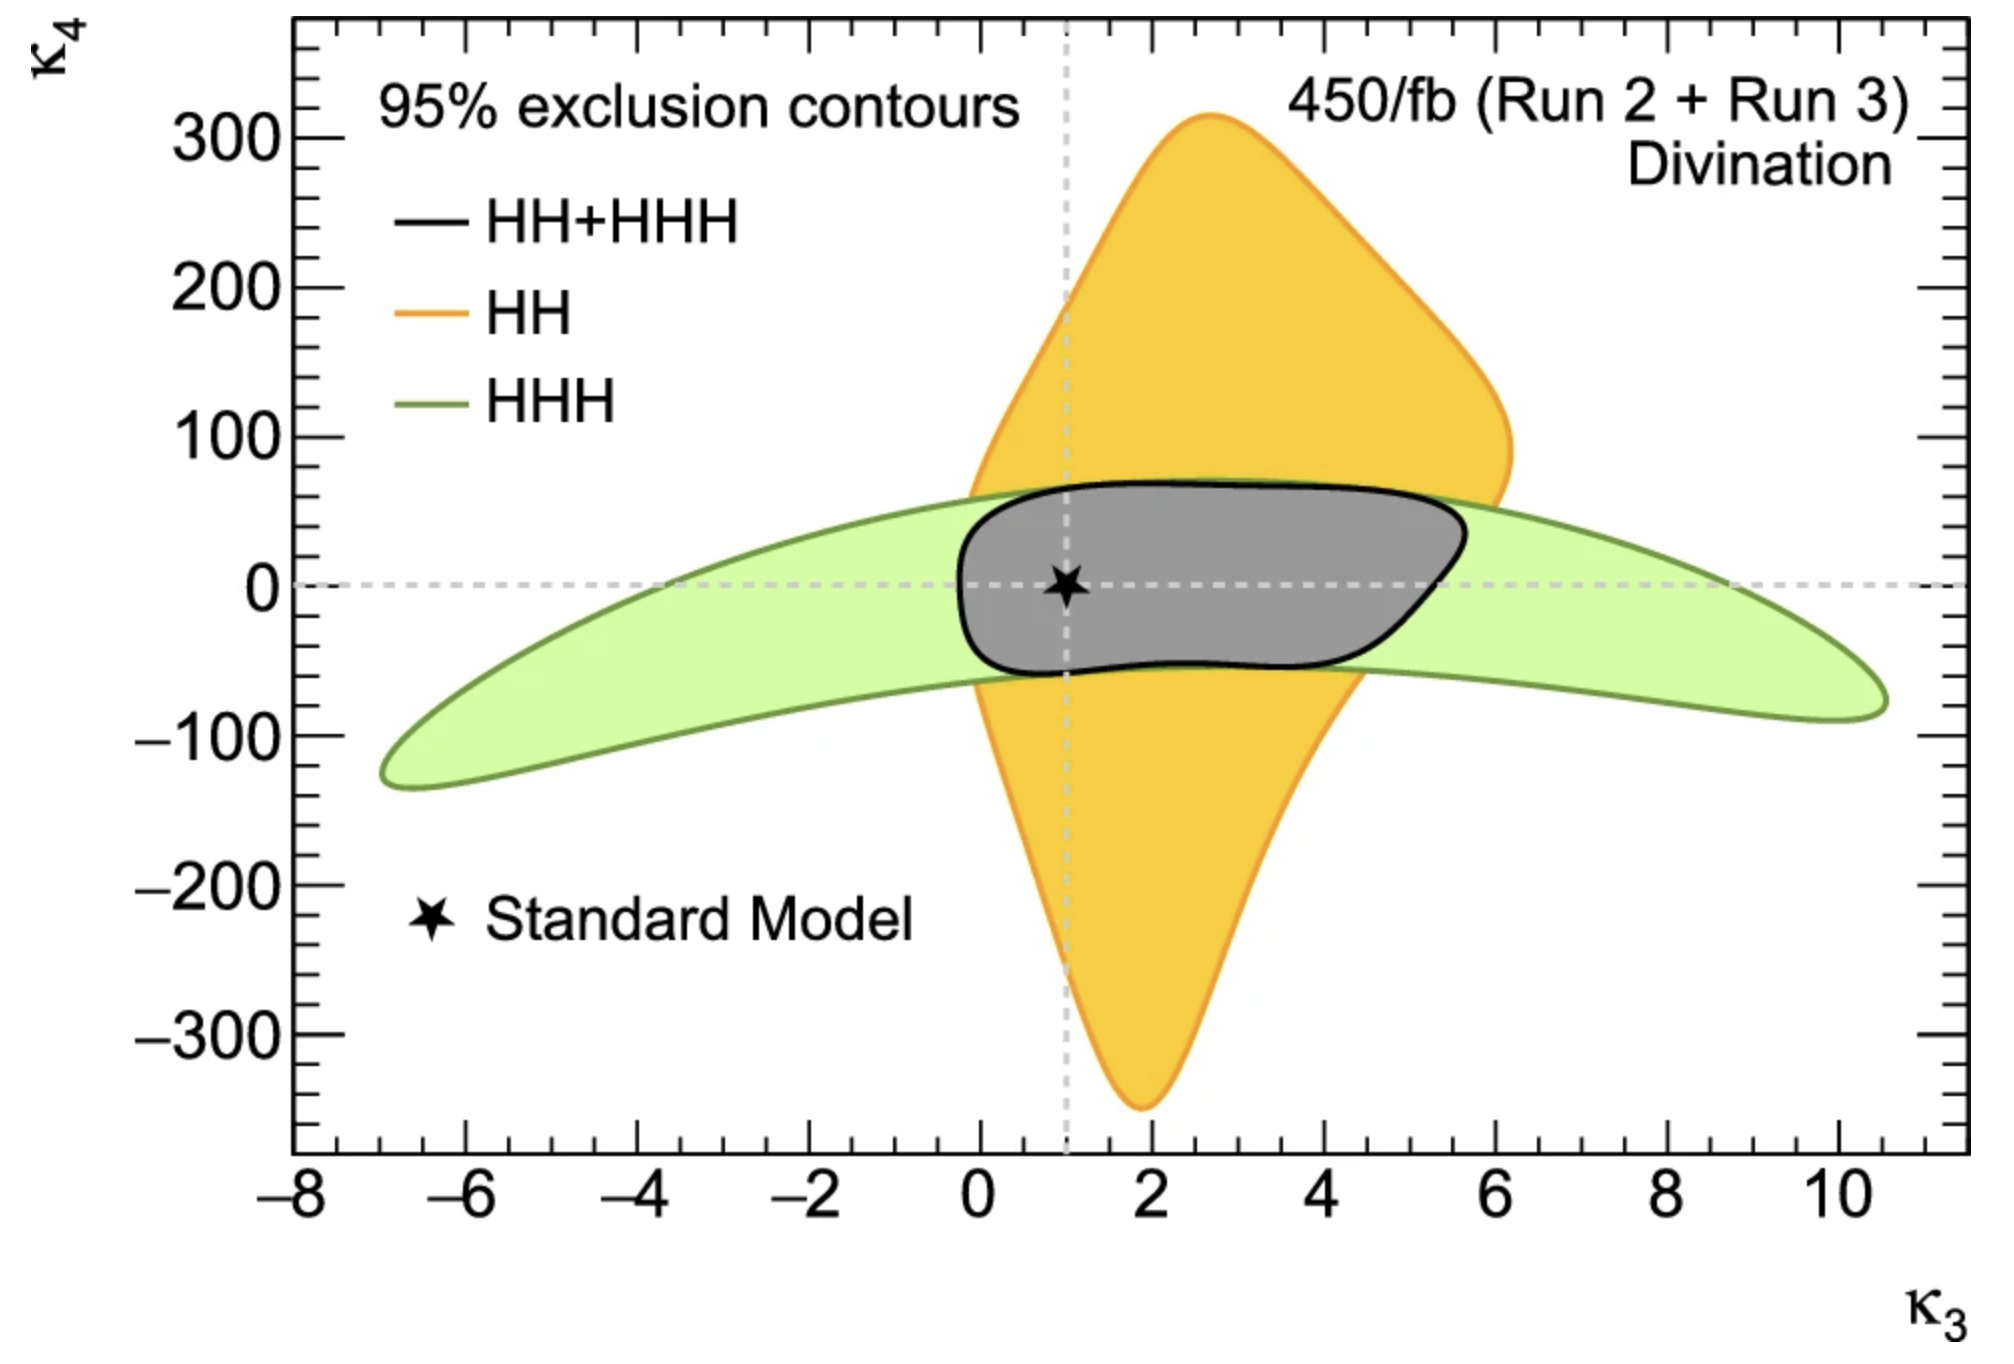 κ4
95% exclusion contours
450/fb (Run 2 + Run 3)
Divination
HH+HHH
HH
HHH
300
200
100
0
–100
–200
–300
Standard Model
–8 –6 –4 –2 0 2 4 6 8 10
κ3